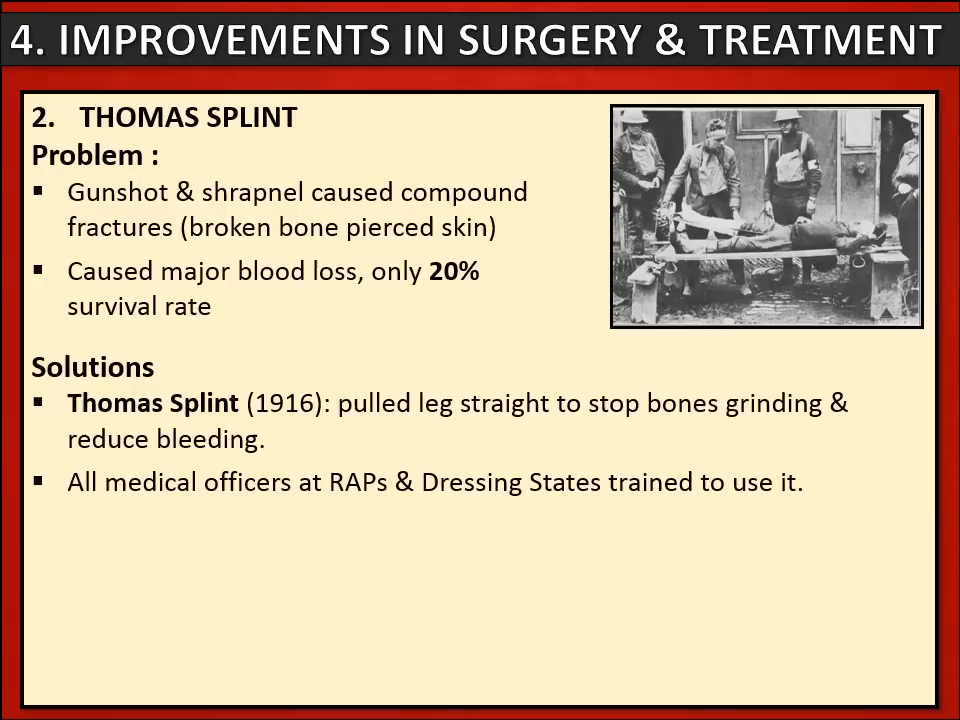 4. IMPROVEMENTS IN SURGERY & TREATMENT
2. THOMAS SPLINT
Problem :
▪ Gunshot & shrapnel caused compound
fractures (broken bone pierced skin)
▪ Caused major blood loss, only 20%
survival rate
Solutions
▪ Thomas Splint (1916): pulled leg straight to stop bones grinding &
reduce bleeding.
▪ All medical officers at RAPs & Dressing States trained to use it.